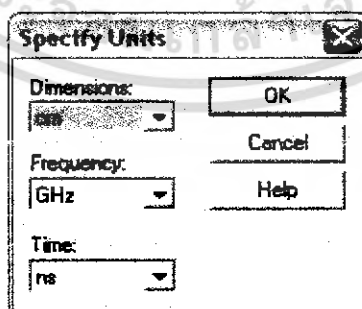 Specify Units
Dimensions:
OK
Cancel
Frequency:
GHz
Help
Time:
ns